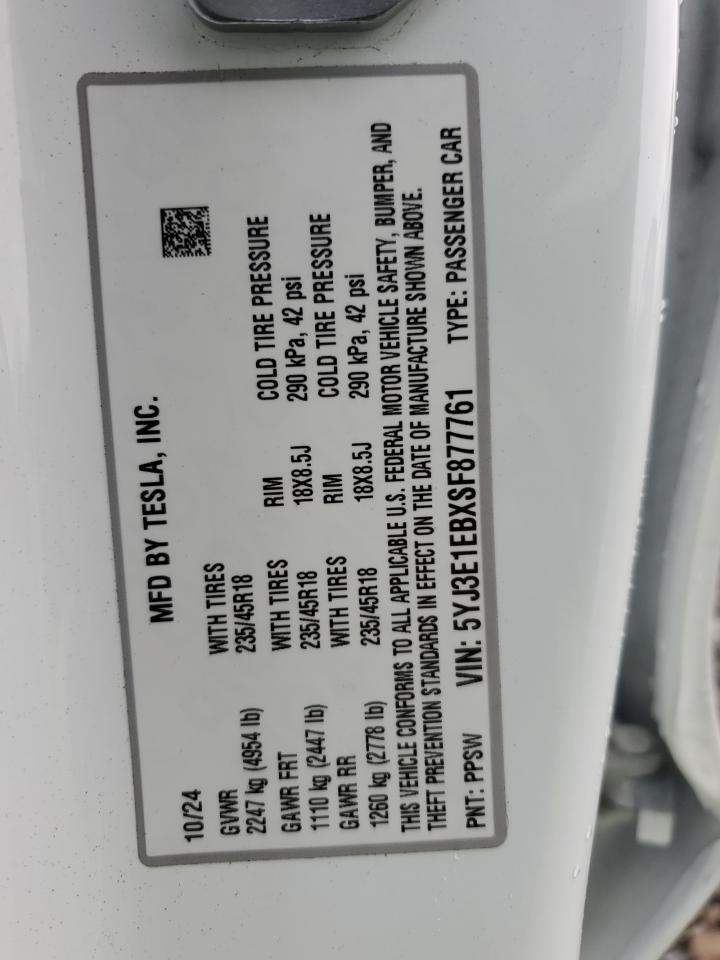 MFD BY TESLA, INC.
10/24
GVWR WITH TIRES
2247 kg (4954 lb) 235/45R18
GAWR FRT WITH TIRES RIM COLD TIRE PRESSURE
1110 kg (2447 lb) 235/45R18 18X8.5J 290 kPa, 42 psi
GAWR RR WITH TIRES RIM COLD TIRE PRESSURE
1260 kg (2778 lb) 235/45R18 18X8.5J 290 kPa, 42 psi
THIS VEHICLE CONFORMS TO ALL APPLICABLE U.S. FEDERAL MOTOR VEHICLE SAFETY, BUMPER, AND
THEFT PREVENTION STANDARDS IN EFFECT ON THE DATE OF MANUFACTURE SHOWN ABOVE.
PNT: PPSW VIN: 5YJ3E1EBXSF877761 TYPE: PASSENGER CAR